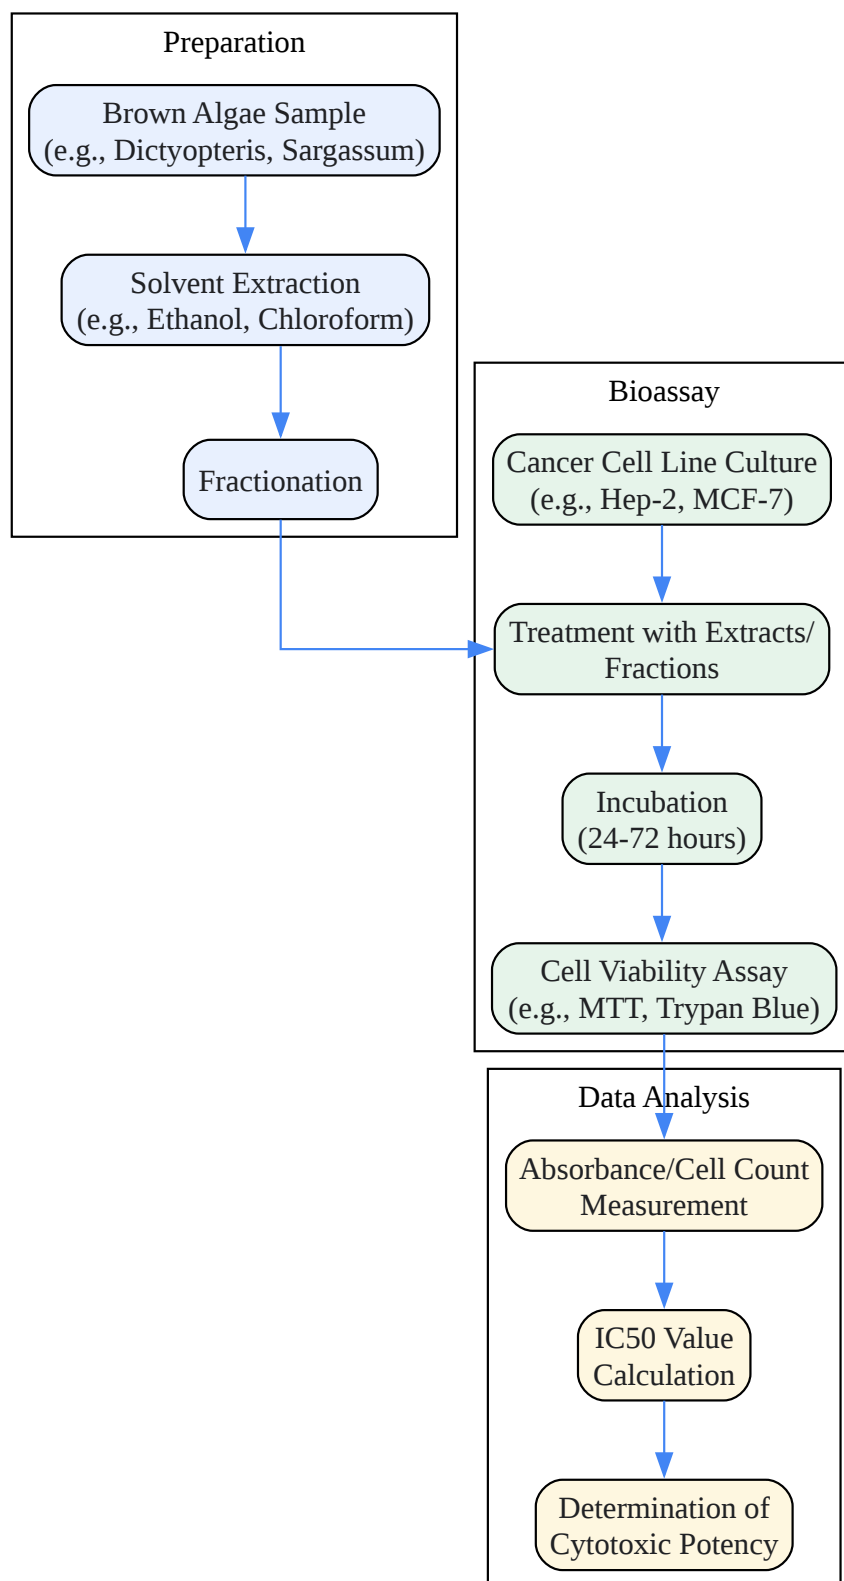 Preparation
Brown Algae Sample
(e.g., Dictyopteris, Sargassum)
Solvent Extraction
(e.g., Ethanol, Chloroform)
Fractionation
Bioassay
Cancer Cell Line Culture
(e.g., Hep-2, MCF-7)
Treatment with Extracts/
Fractions
Incubation
(24-72 hours)
Cell Viability Assay
(e.g., MTT, Trypan Blue)
Data Analysis
Absorbance/Cell Count
Measurement
IC50 Value
Calculation
Determination of
Cytotoxic Potency